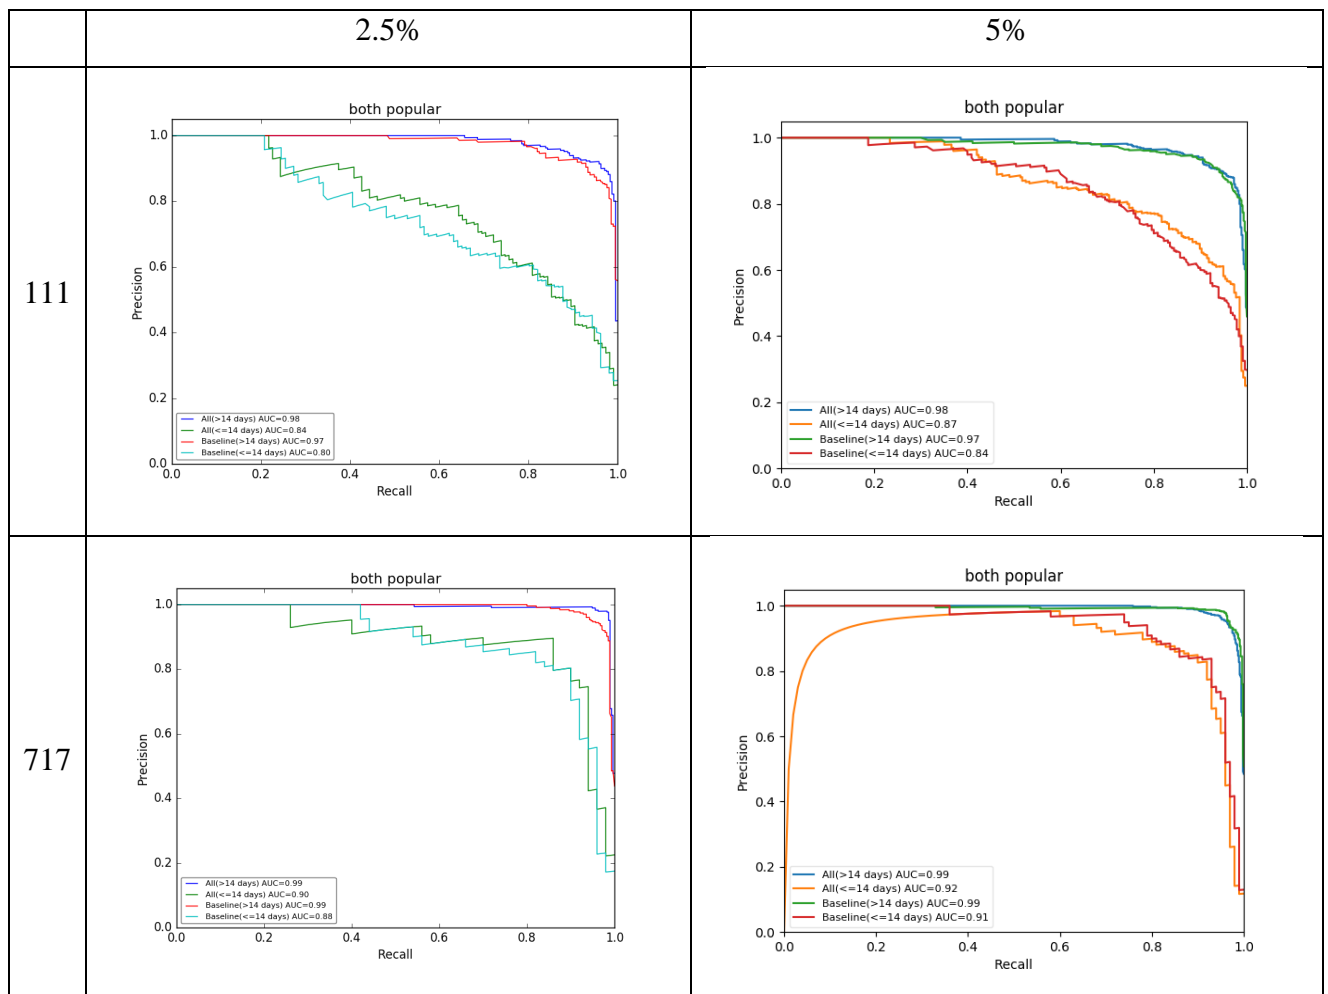 2.5%
5%
111
both popular
1.0
0.8
0.6
0.4
0.2
0.0
Precision
All(>14 days) AUC=0.98
All(<=14 days) AUC=0.84
Baseline(>14 days) AUC=0.97
Baseline(<=14 days) AUC=0.80
0.0 0.2 0.4 0.6 0.8 1.0
Recall
both popular
1.0
0.8
0.6
0.4
0.2
0.0
Precision
All(>14 days) AUC=0.98
All(<=14 days) AUC=0.87
Baseline(>14 days) AUC=0.97
Baseline(<=14 days) AUC=0.84
0.0 0.2 0.4 0.6 0.8 1.0
Recall
717
both popular
1.0
0.8
0.6
0.4
0.2
0.0
Precision
All(>14 days) AUC=0.99
All(<=14 days) AUC=0.90
Baseline(>14 days) AUC=0.99
Baseline(<=14 days) AUC=0.88
0.0 0.2 0.4 0.6 0.8 1.0
Recall
both popular
1.0
0.8
0.6
0.4
0.2
0.0
Precision
All(>14 days) AUC=0.99
All(<=14 days) AUC=0.92
Baseline(>14 days) AUC=0.99
Baseline(<=14 days) AUC=0.91
0.0 0.2 0.4 0.6 0.8 1.0
Recall